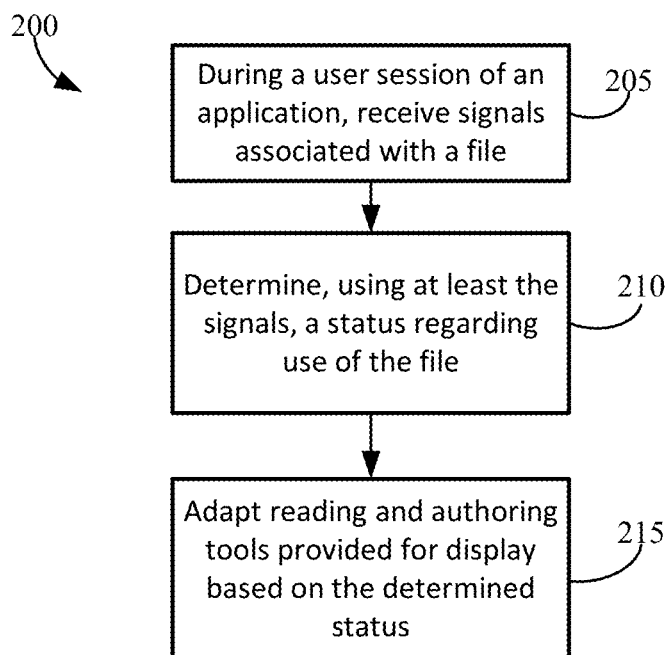 200
During a user session of an
application, receive signals
associated with a file
205
Determine, using at least the
signals, a status regarding
use of the file
210
Adapt reading and authoring
tools provided for display
based on the determined
status
215